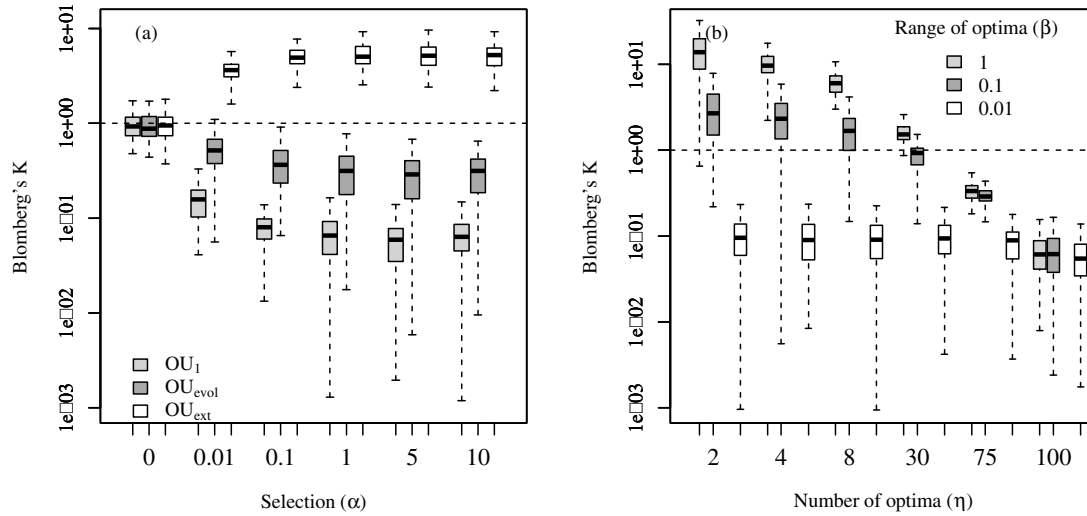 (a)
Blomberg's K
1e+01
1e+00
1e□01
1e□02
1e□03
OU1
OUevol
OUext
0 0.01 0.1 1 5 10
Selection (α)
(b)
Range of optima (β)
1
0.1
0.01
Blomberg's K
1e+01
1e+00
1e□01
1e□02
1e□03
2 4 8 30 75 100
Number of optima (η)